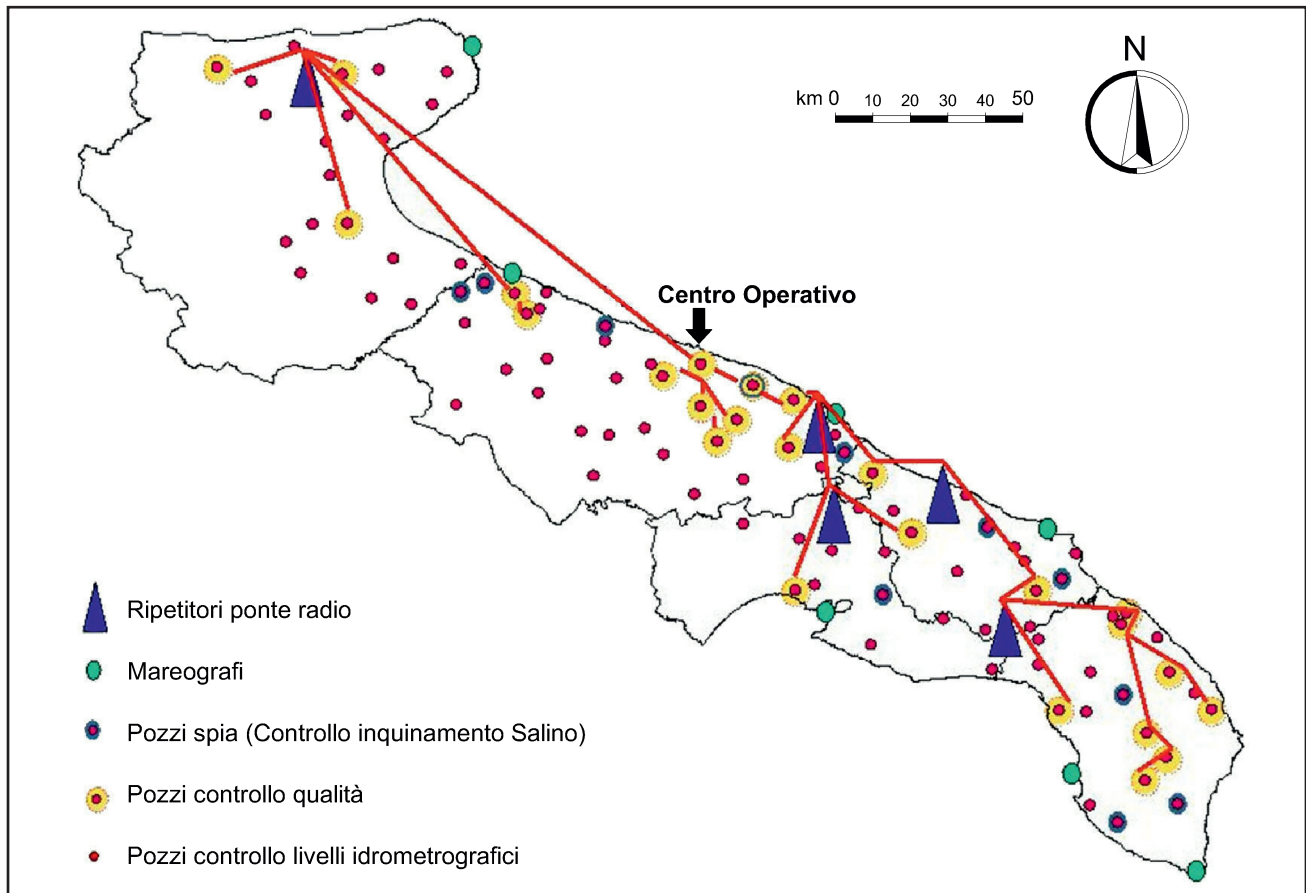 N
km 0 10 20 30 40 50
Centro Operativo
Ripetitori ponte radio
Mareografi
Pozzi spia (Controllo inquinamento Salino)
Pozzi controllo qualità
Pozzi controllo livelli idrometrografici